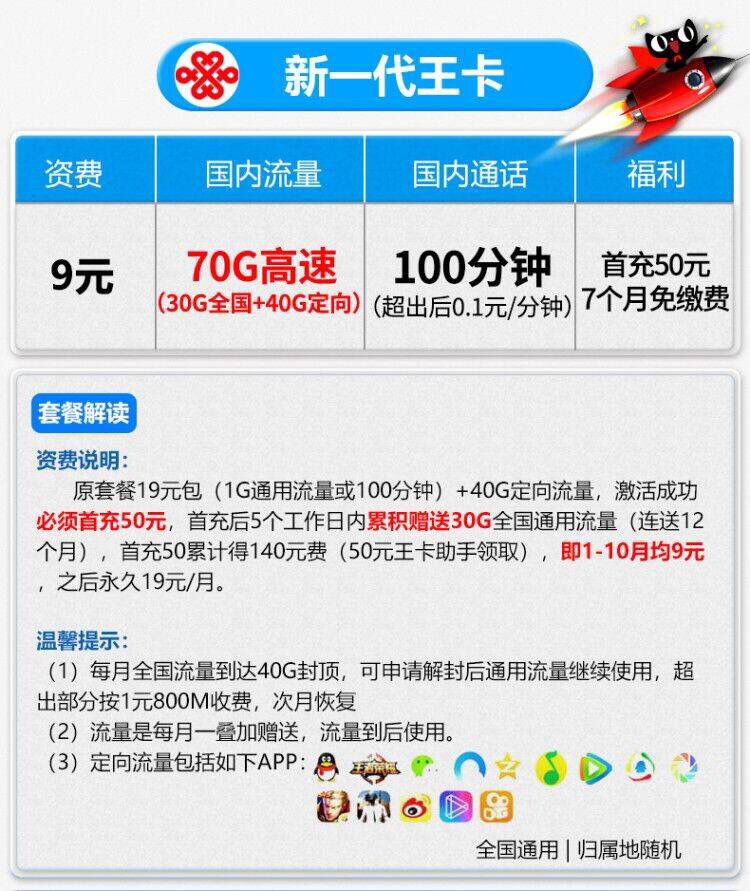 新一代王卡
资费 国内流量 国内通话 福利
9元 70G高速 100分钟 首充50元
(30G全国+40G定向) (超出后0.1元/分钟) 7个月免缴费
套餐解读
资费说明:
原套餐19元包（1G通用流量或100分钟）+40G定向流量，激活成功
必须首充50元，首充后5个工作日内累积赠送30G全国通用流量（连送12
个月），首充50累计得140元费（50元王卡助手领取），即1-10月均9元
，之后永久19元/月。
温馨提示:
（1）每月全国流量到达40G封顶，可申请解封后通用流量继续使用，超
出部分按1元800M收费，次月恢复
（2）流量是每月一叠加赠送，流量到后使用。
（3）定向流量包括如下APP:
王者荣耀
全国通用 | 归属地随机